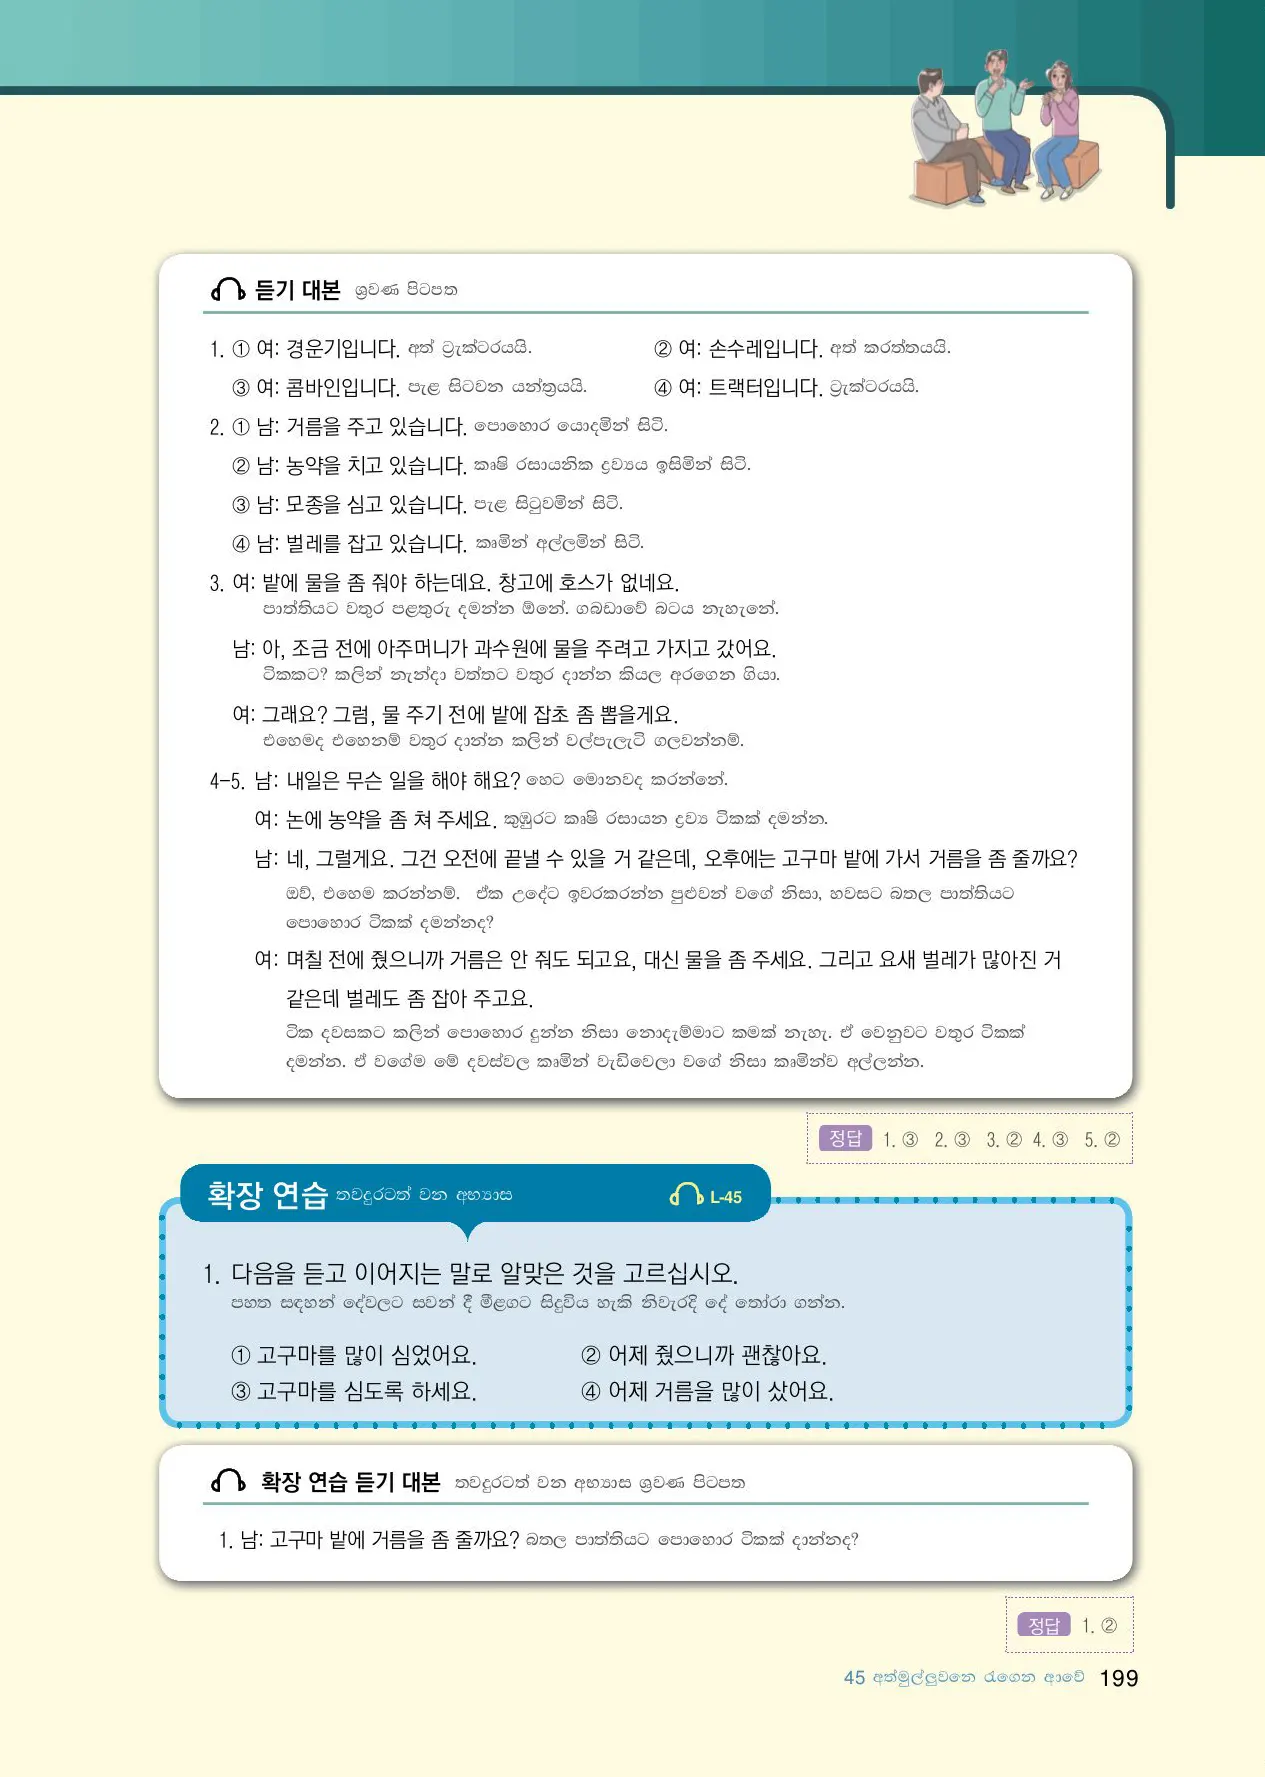 듣기 대본 ශ්‍රවණ පිටපත
1. ① 여: 경운기입니다. අත් ට්‍රැක්ටරයයි. ② 여: 손수레입니다. අත් කරත්තයයි.
③ 여: 콤바인입니다. පැළ සිටවන යන්ත්‍රයයි. ④ 여: 트랙터입니다. ට්‍රැක්ටරයයි.
2. ① 남: 거름을 주고 있습니다. පොහොර යොදමින් සිටි.
② 남: 농약을 치고 있습니다. කෘෂි රසායනික ද්‍රව්‍යය ඉසිමින් සිටි.
③ 남: 모종을 심고 있습니다. පැළ සිටුවමින් සිටි.
④ 남: 벌레를 잡고 있습니다. කෘමින් අල්ලමින් සිටි.
3. 여: 밭에 물을 좀 줘야 하는데요. 창고에 호스가 없네요.
පාත්තියට වතුර පළතුරු දමන්න ඕනේ. ගබඩාවේ බටය නැහැනේ.
남: 아, 조금 전에 아주머니가 과수원에 물을 주려고 가지고 갔어요.
ටිකකට? කලින් නැන්දා වත්තට වතුර දාන්න කියල අරගෙන ගියා.
여: 그래요? 그럼, 물 주기 전에 밭에 잡초 좀 뽑을게요.
එහෙමද එහෙනම් වතුර දාන්න කලින් වල්පැලැටි ගලවන්නම්.
4-5. 남: 내일은 무슨 일을 해야 해요? හෙට මොනවද කරන්නේ.
여: 논에 농약을 좀 쳐 주세요. කුඹුරට කෘෂි රසායන ද්‍රව්‍ය ටිකක් දමන්න.
남: 네, 그럴게요. 그건 오전에 끝낼 수 있을 거 같은데, 오후에는 고구마 밭에 가서 거름을 좀 줄까요?
ඔව්, එහෙම කරන්නම්. ඒක උදේට ඉවරකරන්න පුළුවන් වගේ නිසා, හවසට බතල පාත්තියට
පොහොර ටිකක් දමන්නද?
여: 며칠 전에 줬으니까 거름은 안 줘도 되고요, 대신 물을 좀 주세요. 그리고 요새 벌레가 많아진 거
같은데 벌레도 좀 잡아 주고요.
ටික දවසකට කලින් පොහොර දුන්න නිසා නොදැම්මාට කමක් නැහැ. ඒ වෙනුවට වතුර ටිකක්
දමන්න. ඒ වගේම මේ දවස්වල කෘමින් වැඩිවෙලා වගේ නිසා කෘමින්ව අල්ලන්න.
정답 1. ③ 2. ③ 3. ② 4. ③ 5. ②
확장 연습 තවදුරටත් වන අභ්‍යාස L-45
1. 다음을 듣고 이어지는 말로 알맞은 것을 고르십시오.
පහත සඳහන් දේවලට සවන් දී මීළගට සිදුවිය හැකි නිවැරදි දේ තෝරා ගන්න.
① 고구마를 많이 심었어요. ② 어제 줬으니까 괜찮아요.
③ 고구마를 심도록 하세요. ④ 어제 거름을 많이 샀어요.
확장 연습 듣기 대본 තවදුරටත් වන අභ්‍යාස ශ්‍රවණ පිටපත
1. 남: 고구마 밭에 거름을 좀 줄까요? බතල පාත්තියට පොහොර ටිකක් දාන්නද?
정답 1. ②
45 අත්මුල්ලුවනෙ රැගෙන ආවේ 199